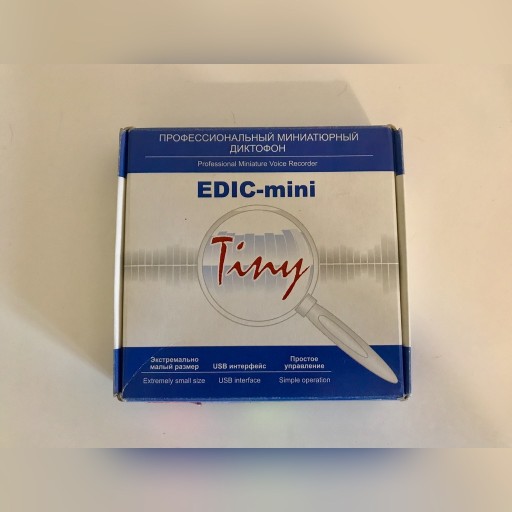 ПРОФЕССИОНАЛЬНЫЙ МИНИАТЮРНЫЙ
ДИКТОФОН
Professional Miniature Voice Recorder
EDIC-mini
Tiny
Экстремально малый размер
USB интерфейс
Простое управление
Extremely small size
USB interface
Simple operation